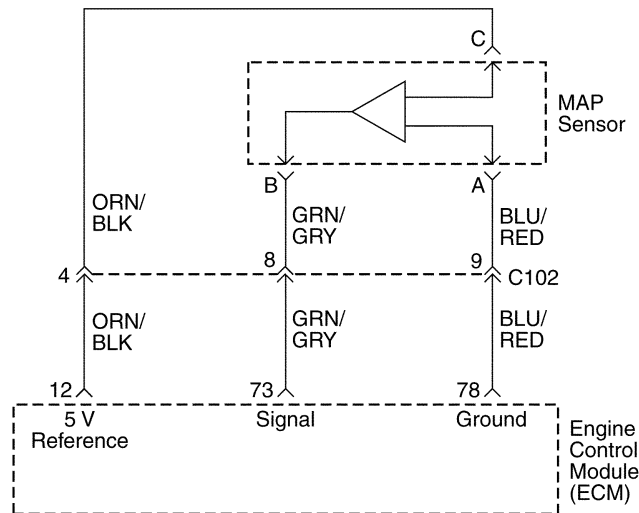 C
MAP
Sensor
B
A
ORN/
BLK
GRN/
GRY
BLU/
RED
4
8
9
C102
ORN/
BLK
GRN/
GRY
BLU/
RED
12
73
78
5 V
Reference
Signal
Ground
Engine
Control
Module
(ECM)